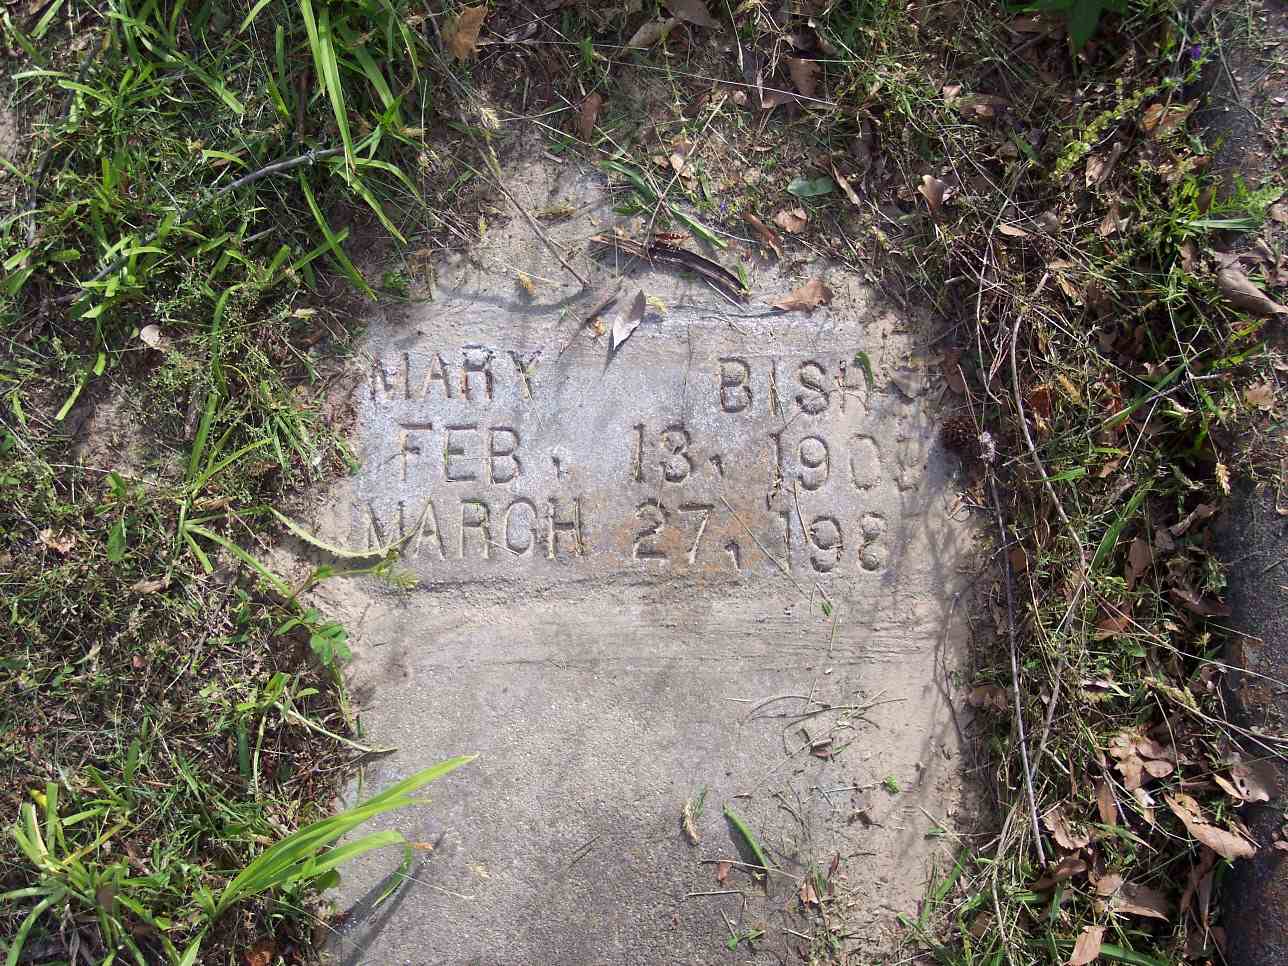 MARY BISH
FEB. 13, 190
MARCH 27, 198